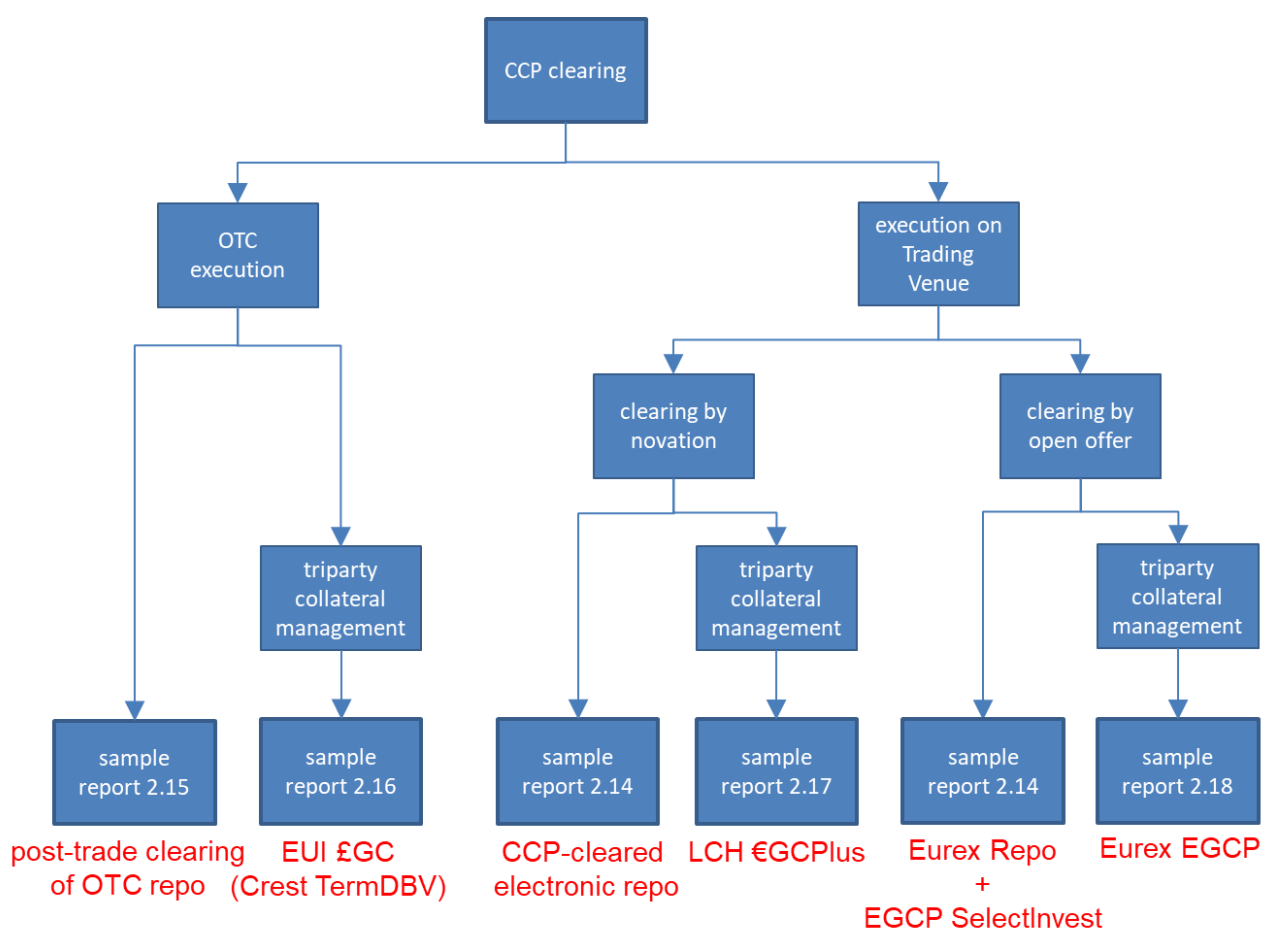 CCP clearing
OTC
execution
execution on
Trading
Venue
clearing by
novation
clearing by
open offer
triparty
collateral
management
triparty
collateral
management
triparty
collateral
management
sample
report 2.15
sample
report 2.16
sample
report 2.14
sample
report 2.17
sample
report 2.14
sample
report 2.18
post-trade clearing
of OTC repo
EUI £GC
(Crest TermDBV)
CCP-cleared
electronic repo
LCH €GCPlus
Eurex Repo
+
EGCP SelectInvest
Eurex EGCP